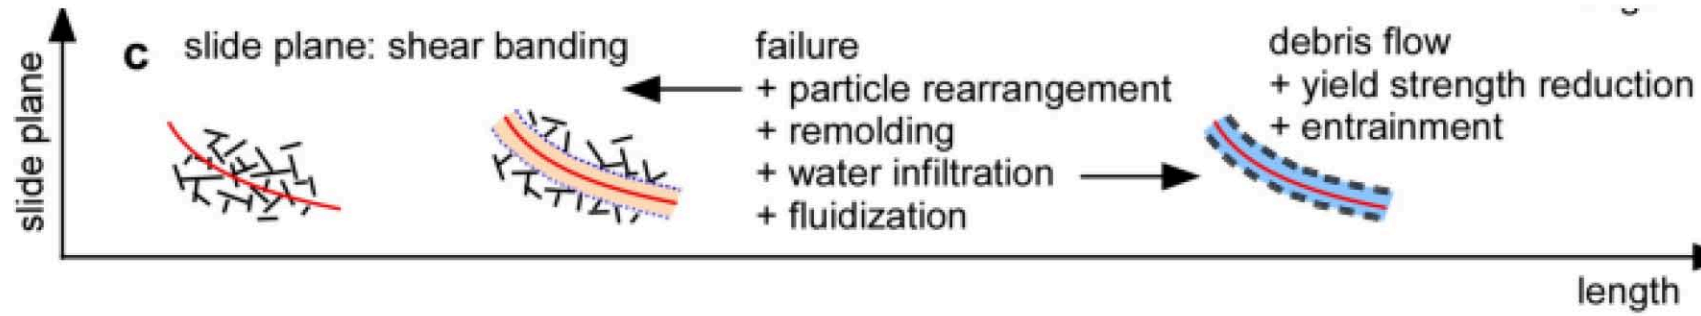 slide plane
c
slide plane: shear banding
failure
+ particle rearrangement
+ remolding
+ water infiltration
+ fluidization
debris flow
+ yield strength reduction
+ entrainment
length